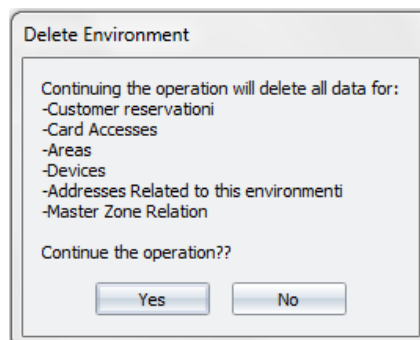 Delete Environment
Continuing the operation will delete all data for:
-Customer reservationi
-Card Accesses
-Areas
-Devices
-Addresses Related to this environmenti
-Master Zone Relation
Continue the operation??
Yes No